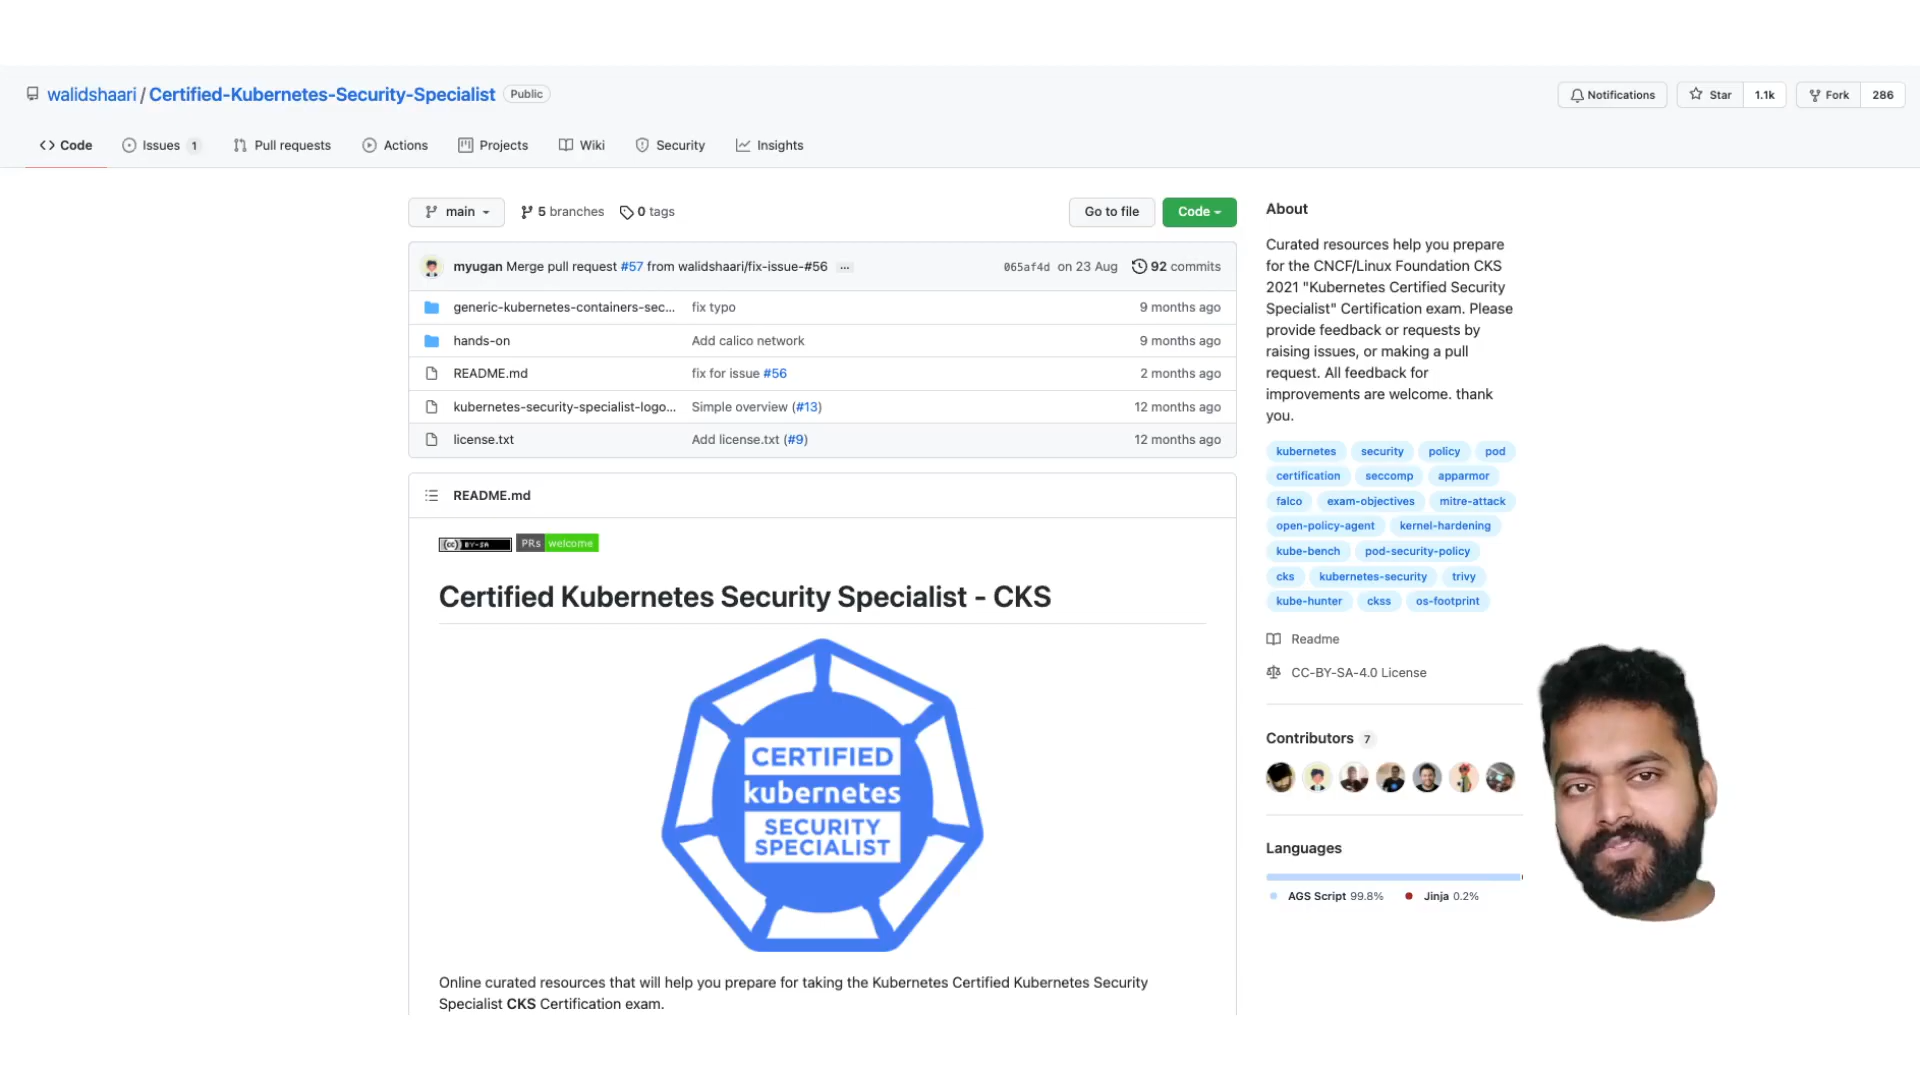 walidshaari / Certified-Kubernetes-Security-Specialist Public
Notifications Star 1.1k Fork 286
Code Issues 1 Pull requests Actions Projects Wiki Security Insights
main 5 branches 0 tags Go to file Code
myugan Merge pull request #57 from walidshaari/fix-issue-#56 ... 065af4d on 23 Aug 92 commits
generic-kubernetes-containers-sec... fix typo 9 months ago
hands-on Add calico network 9 months ago
README.md fix for issue #56 2 months ago
kubernetes-security-specialist-logo... Simple overview (#13) 12 months ago
license.txt Add license.txt (#9) 12 months ago
README.md
cc BY-SA PRs welcome
Certified Kubernetes Security Specialist - CKS
CERTIFIED
kubernetes
SECURITY
SPECIALIST
Online curated resources that will help you prepare for taking the Kubernetes Certified Kubernetes Security
Specialist CKS Certification exam.
About
Curated resources help you prepare
for the CNCF/Linux Foundation CKS
2021 "Kubernetes Certified Security
Specialist" Certification exam. Please
provide feedback or requests by
raising issues, or making a pull
request. All feedback for
improvements are welcome. thank
you.
kubernetes security policy pod
certification seccomp apparmor
falco exam-objectives mitre-attack
open-policy-agent kernel-hardening
kube-bench pod-security-policy
cks kubernetes-security trivy
kube-hunter ckss os-footprint
Readme
CC-BY-SA-4.0 License
Contributors 7
Languages
AGS Script 99.8% Jinja 0.2%